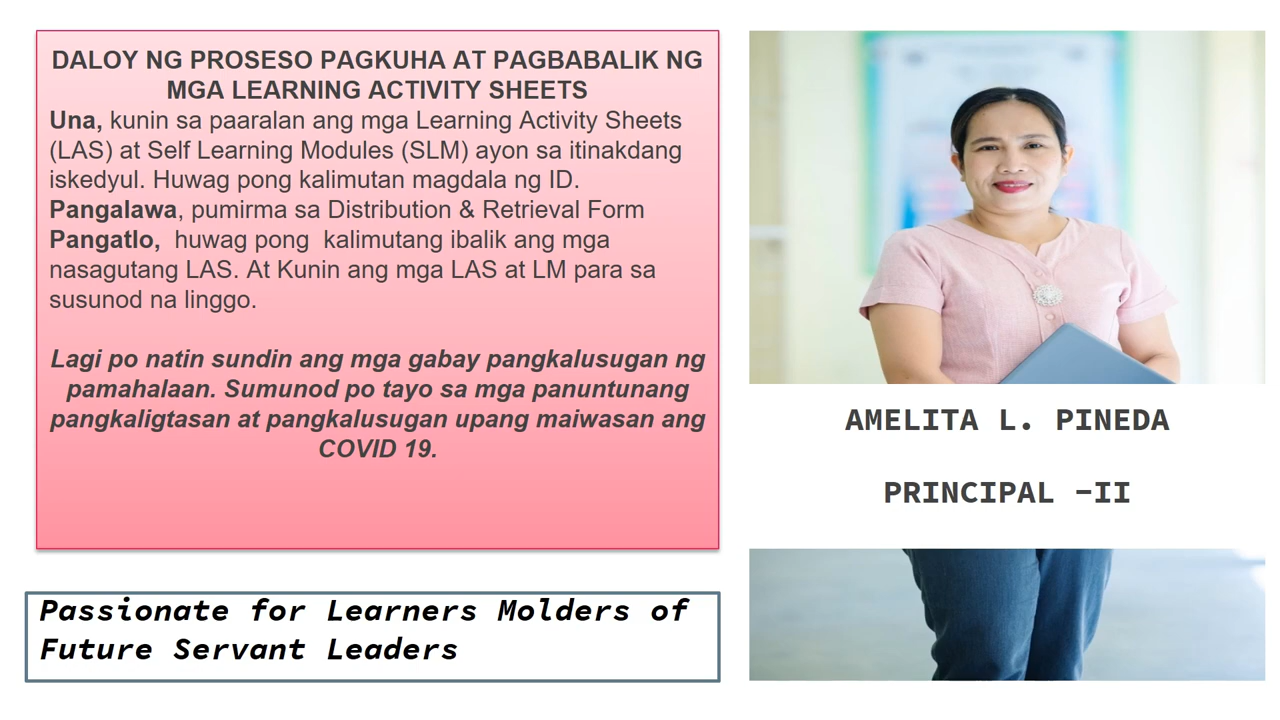 DALOY NG PROSESO PAGKUHA AT PAGBABALIK NG
MGA LEARNING ACTIVITY SHEETS
Una, kunin sa paaralan ang mga Learning Activity Sheets
(LAS) at Self Learning Modules (SLM) ayon sa itinakdang
iskedyul. Huwag pong kalimutan magdala ng ID.
Pangalawa, pumirma sa Distribution & Retrieval Form
Pangatlo, huwag pong kalimutang ibalik ang mga
nasagutang LAS. At Kunin ang mga LAS at LM para sa
susunod na linggo.
Lagi po natin sundin ang mga gabay pangkalusugan ng
pamahalaan. Sumunod po tayo sa mga panuntunang
pangkaligtasan at pangkalusugan upang maiwasan ang
COVID 19.
Passionate for Learners Molders of
Future Servant Leaders
AMELITA L. PINEDA
PRINCIPAL -II